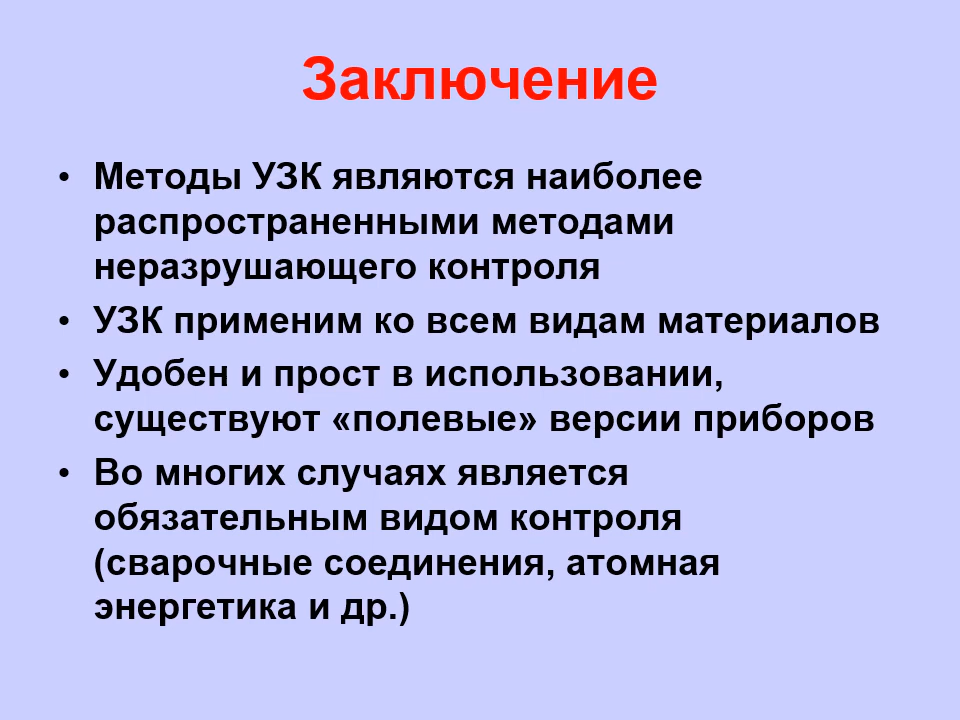 Заключение
• Методы УЗК являются наиболее
распространенными методами
неразрушающего контроля
• УЗК применим ко всем видам материалов
• Удобен и прост в использовании,
существуют «полевые» версии приборов
• Во многих случаях является
обязательным видом контроля
(сварочные соединения, атомная
энергетика и др.)